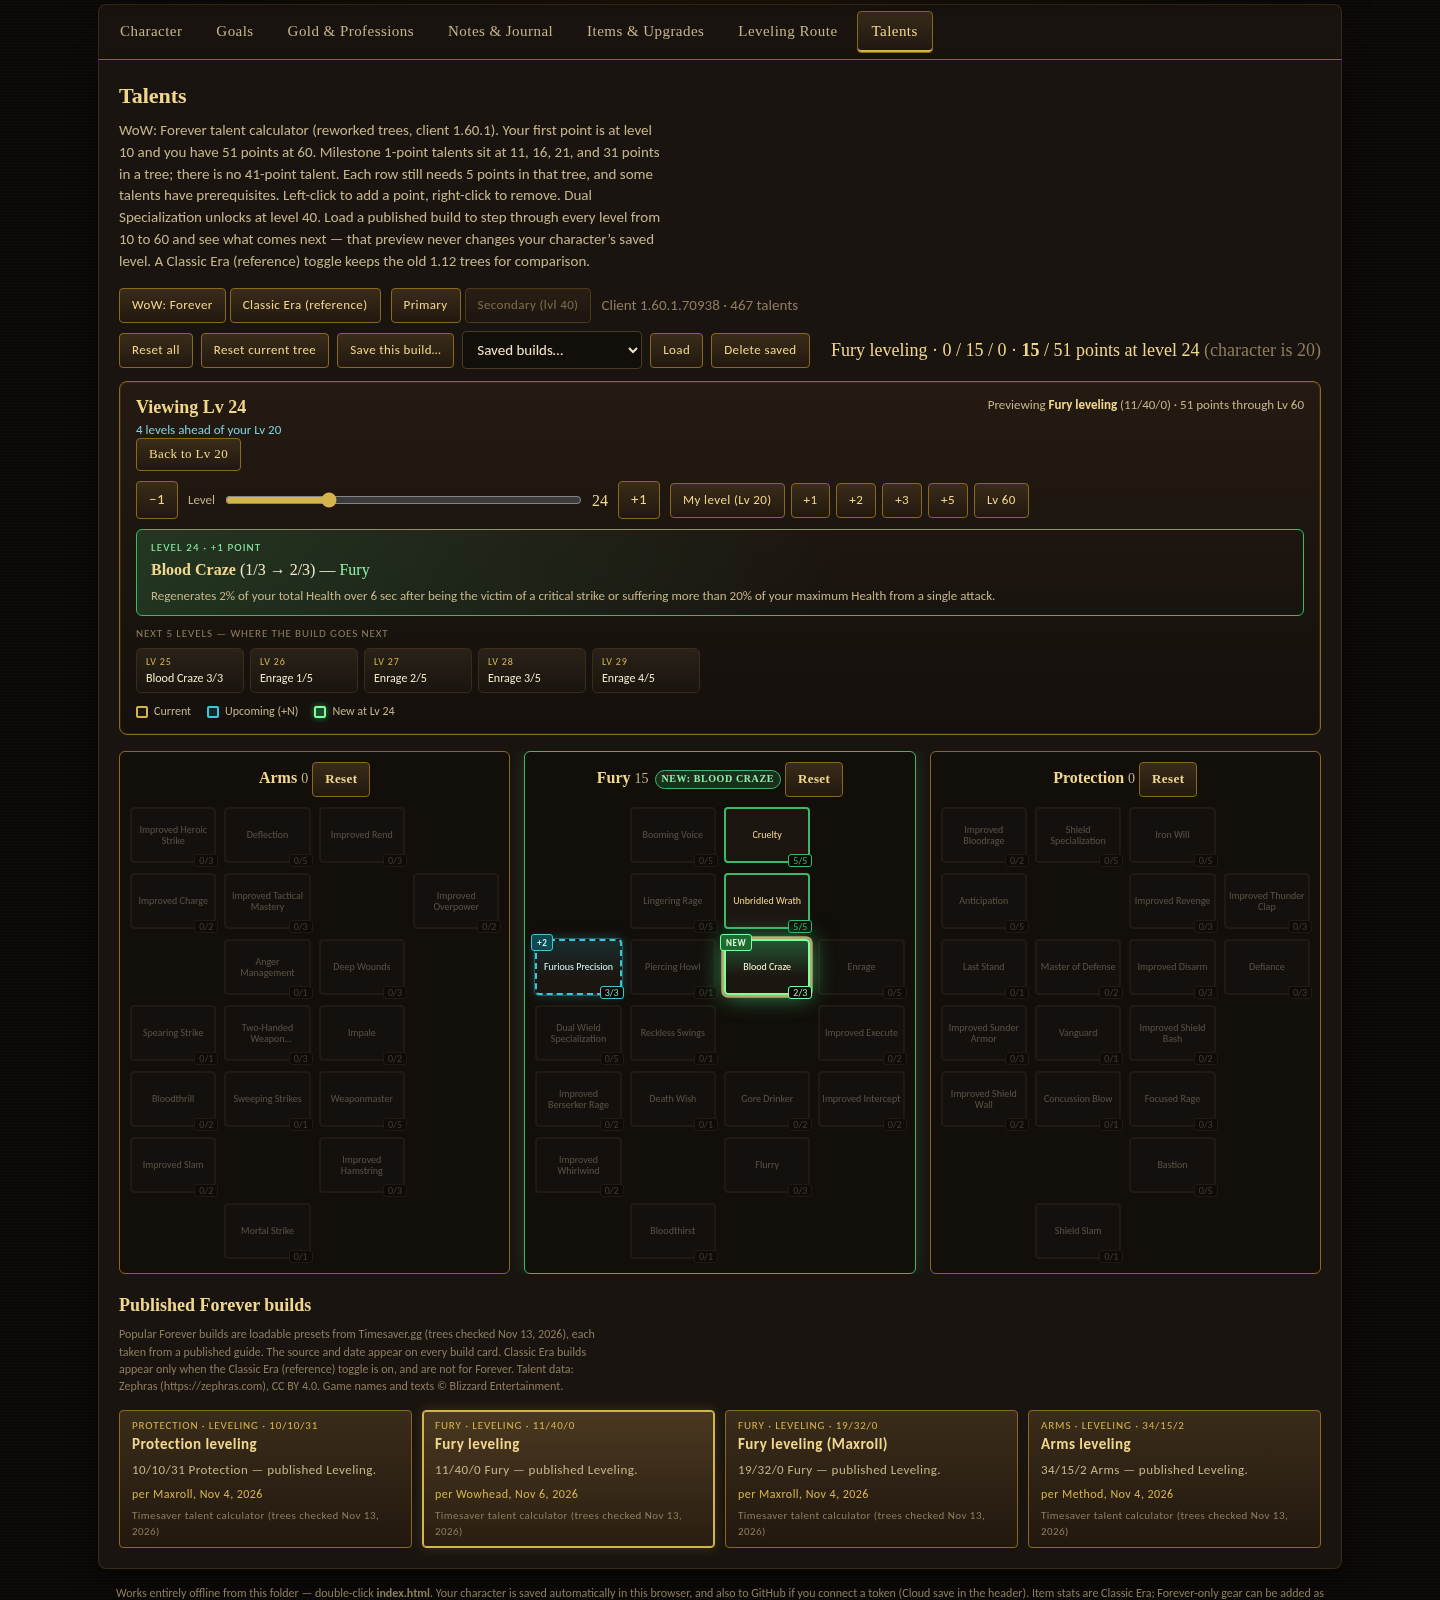 Character Goals Gold & Professions Notes & Journal Items & Upgrades Leveling Route Talents
Talents
WoW: Forever talent calculator (reworked trees, client 1.60.1). Your first point is at level
10 and you have 51 points at 60. Milestone 1-point talents sit at 11, 16, 21, and 31 points
in a tree; there is no 41-point talent. Each row still needs 5 points in that tree, and some
talents have prerequisites. Left-click to add a point, right-click to remove. Dual
Specialization unlocks at level 40. Load a published build to step through every level from
10 to 60 and see what comes next — that preview never changes your character’s saved
level. A Classic Era (reference) toggle keeps the old 1.12 trees for comparison.
WoW: Forever Classic Era (reference) Primary Secondary (lvl 40) Client 1.60.1.70938 · 467 talents
Reset all Reset current tree Save this build... Saved builds... Load Delete saved Fury leveling · 0 / 15 / 0 · 15 / 51 points at level 24 (character is 20)
Viewing Lv 24 Previewing Fury leveling (11/40/0) · 51 points through Lv 60
4 levels ahead of your Lv 20
Back to Lv 20
−1 Level 24 +1 My level (Lv 20) +1 +2 +3 +5 Lv 60
LEVEL 24 · +1 POINT
Blood Craze (1/3 → 2/3) — Fury
Regenerates 2% of your total Health over 6 sec after being the victim of a critical strike or suffering more than 20% of your maximum Health from a single attack.
NEXT 5 LEVELS — WHERE THE BUILD GOES NEXT
LV 25 LV 26 LV 27 LV 28 LV 29
Blood Craze 3/3 Enrage 1/5 Enrage 2/5 Enrage 3/5 Enrage 4/5
Current Upcoming (+N) New at Lv 24
Arms 0 Reset
Improved Heroic Strike 0/3 Deflection 0/5 Improved Rend 0/3
Improved Charge 0/2 Improved Tactical Mastery 0/3 Improved Overpower 0/2
Anger Management 0/1 Deep Wounds 0/3
Spearing Strike 0/1 Two-Handed Weapon... 0/3 Impale 0/2
Bloodthrill 0/2 Sweeping Strikes 0/1 Weaponmaster 0/5
Improved Slam 0/2 Improved Hamstring 0/3
Mortal Strike 0/1
Fury 15 NEW: BLOOD CRAZE Reset
Booming Voice 0/5 Cruelty 5/5
Lingering Rage 0/5 Unbridled Wrath 5/5
+2 Furious Precision 3/3 Piercing Howl 0/1 NEW Blood Craze 2/3 Enrage 0/5
Dual Wield Specialization 0/5 Reckless Swings 0/1 Improved Execute 0/2
Improved Berserker Rage 0/2 Death Wish 0/1 Gore Drinker 0/2 Improved Intercept 0/2
Improved Whirlwind 0/2 Flurry 0/3
Bloodthirst 0/1
Protection 0 Reset
Improved Bloodrage 0/2 Shield Specialization 0/5 Iron Will 0/5
Anticipation 0/5 Improved Revenge 0/3 Improved Thunder Clap 0/3
Last Stand 0/1 Master of Defense 0/2 Improved Disarm 0/3 Defiance 0/3
Improved Sunder Armor 0/3 Vanguard 0/1 Improved Shield Bash 0/2
Improved Shield Wall 0/2 Concussion Blow 0/1 Focused Rage 0/3
Bastion 0/5
Shield Slam 0/1
Published Forever builds
Popular Forever builds are loadable presets from Timesaver.gg (trees checked Nov 13, 2026), each
taken from a published guide. The source and date appear on every build card. Classic Era builds
appear only when the Classic Era (reference) toggle is on, and are not for Forever. Talent data:
Zephras (https://zephras.com), CC BY 4.0. Game names and texts © Blizzard Entertainment.
PROTECTION · LEVELING · 10/10/31
Protection leveling
10/10/31 Protection — published Leveling.
per Maxroll, Nov 4, 2026
Timesaver talent calculator (trees checked Nov 13,
2026)
FURY · LEVELING · 11/40/0
Fury leveling
11/40/0 Fury — published Leveling.
per Wowhead, Nov 6, 2026
Timesaver talent calculator (trees checked Nov 13,
2026)
FURY · LEVELING · 19/32/0
Fury leveling (Maxroll)
19/32/0 Fury — published Leveling.
per Maxroll, Nov 4, 2026
Timesaver talent calculator (trees checked Nov 13,
2026)
ARMS · LEVELING · 34/15/2
Arms leveling
34/15/2 Arms — published Leveling.
per Method, Nov 4, 2026
Timesaver talent calculator (trees checked Nov 13,
2026)
Works entirely offline from this folder — double-click index.html. Your character is saved automatically in this browser, and also to GitHub if you connect a token (Cloud save in the header). Item stats are Classic Era; Forever-only gear can be added as